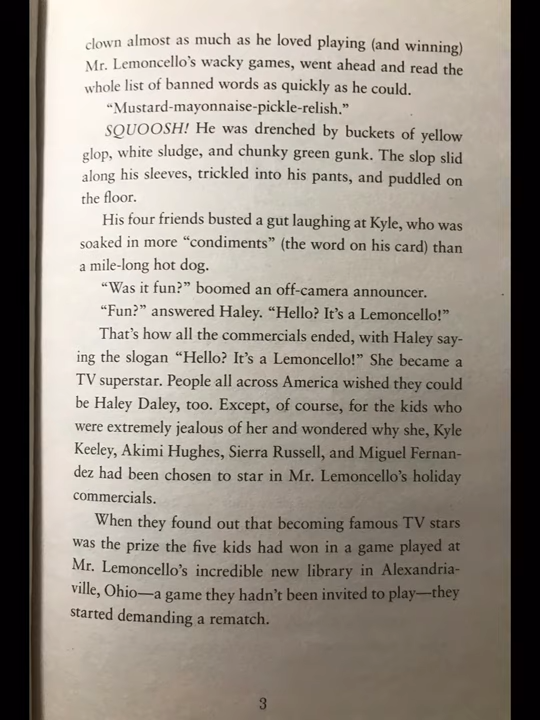 clown almost as much as he loved playing (and winning)
Mr. Lemoncello's wacky games, went ahead and read the
whole list of banned words as quickly as he could.
“Mustard-mayonnaise-pickle-relish.”
SQUOOSH! He was drenched by buckets of yellow
glop, white sludge, and chunky green gunk. The slop slid
along his sleeves, trickled into his pants, and puddled on
the floor.
His four friends busted a gut laughing at Kyle, who was
soaked in more “condiments” (the word on his card) than
a mile-long hot dog.
“Was it fun?” boomed an off-camera announcer.
“Fun?” answered Haley. “Hello? It's a Lemoncello!”
That's how all the commercials ended, with Haley say-
ing the slogan “Hello? It's a Lemoncello!” She became a
TV superstar. People all across America wished they could
be Haley Daley, too. Except, of course, for the kids who
were extremely jealous of her and wondered why she, Kyle
Keeley, Akimi Hughes, Sierra Russell, and Miguel Fernan-
dez had been chosen to star in Mr. Lemoncello's holiday
commercials.
When they found out that becoming famous TV stars
was the prize the five kids had won in a game played at
Mr. Lemoncello's incredible new library in Alexandria-
ville, Ohio—a game they hadn't been invited to play—they
started demanding a rematch.
3